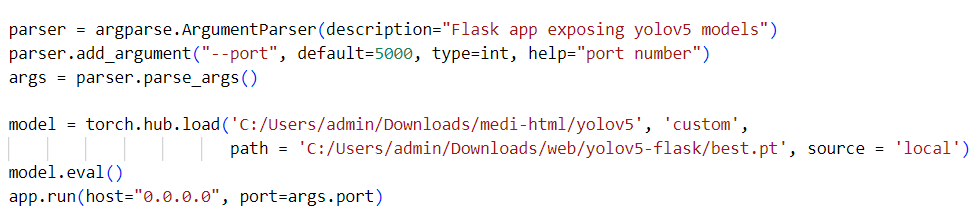 parser = argparse.ArgumentParser(description="Flask app exposing yolov5 models")
parser.add_argument("--port", default=5000, type=int, help="port number")
args = parser.parse_args()
model = torch.hub.load('C:/Users/admin/Downloads/medi-html/yolov5', 'custom',
path = 'C:/Users/admin/Downloads/web/yolov5-flask/best.pt', source = 'local')
model.eval()
app.run(host="0.0.0.0", port=args.port)